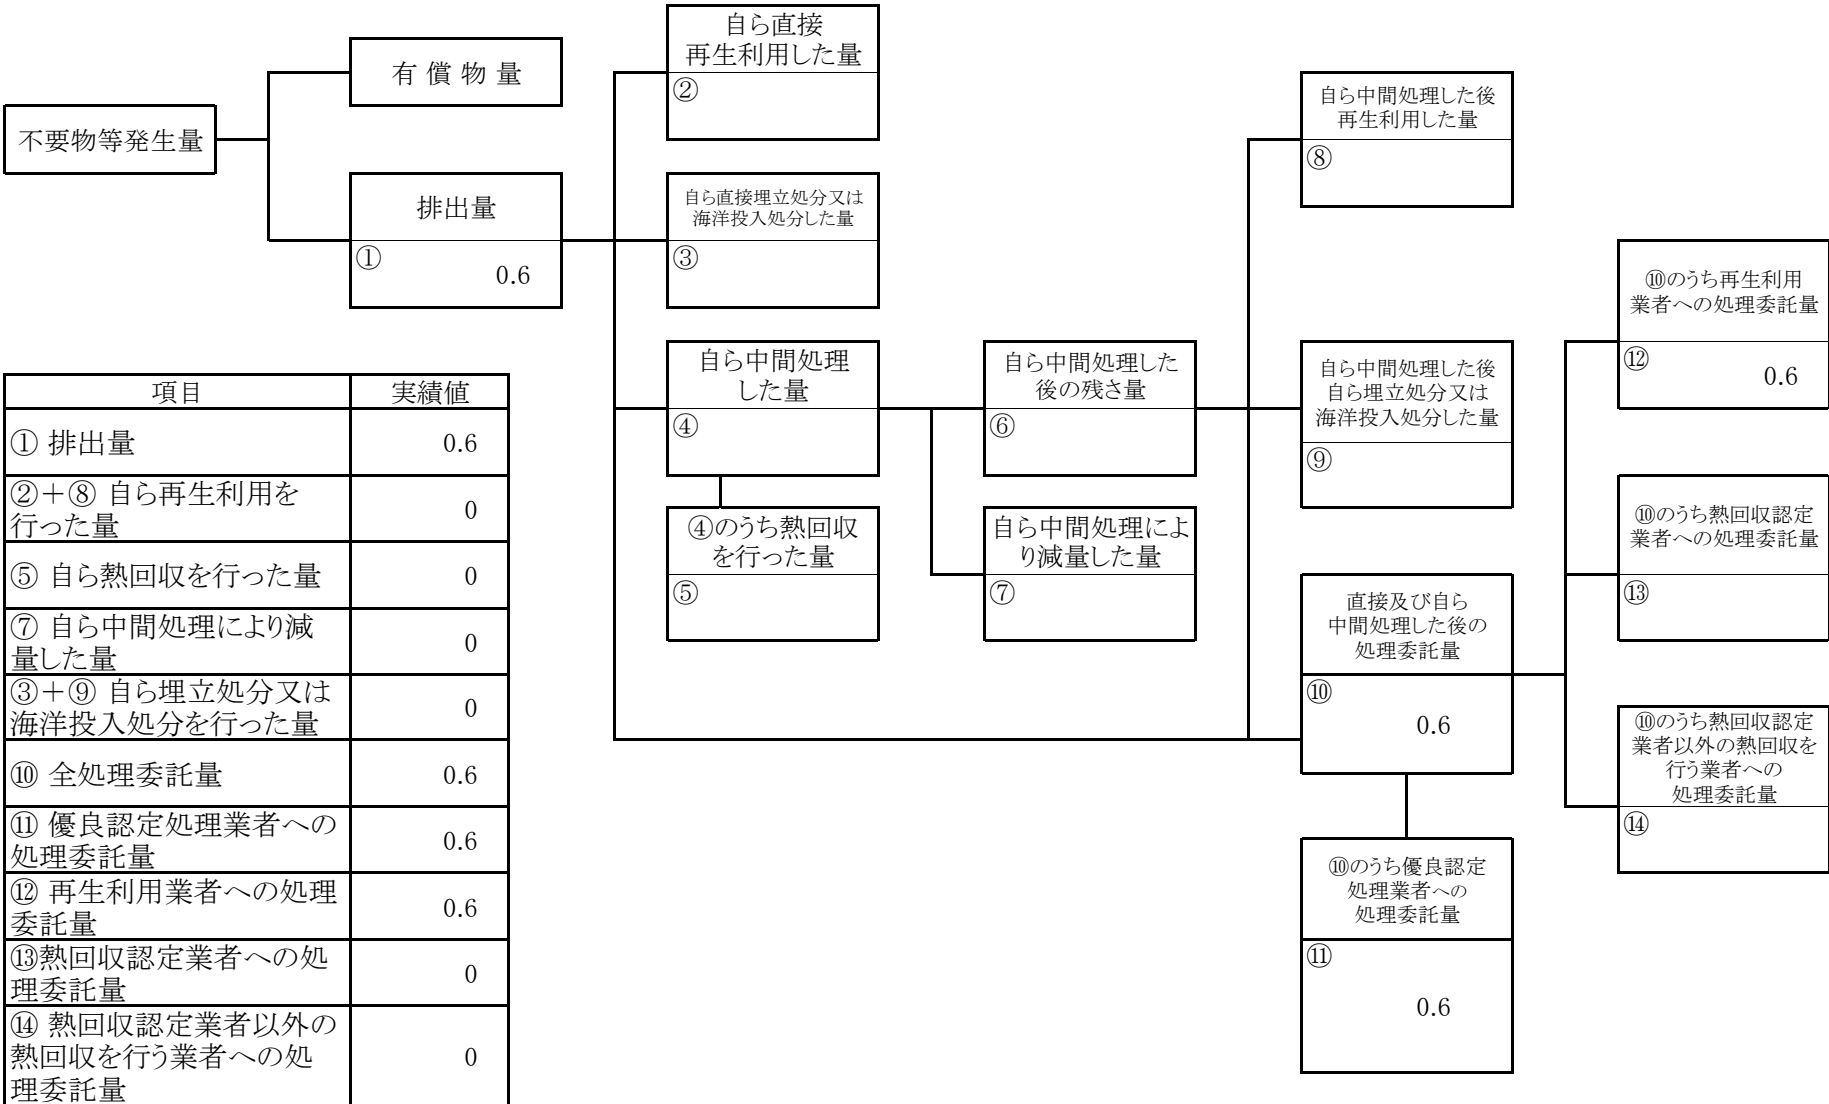 不要物等発生量
有 償 物 量
排出量
①
0.6
自ら直接
再生利用した量
②
自ら直接埋立処分又は
海洋投入処分した量
③
自ら中間処理
した量
④
④のうち熱回収
を行った量
⑤
自ら中間処理した
後の残さ量
⑥
自ら中間処理によ
り減量した量
⑦
自ら中間処理した後
再生利用した量
⑧
自ら中間処理した後
自ら埋立処分又は
海洋投入処分した量
⑨
直接及び自ら
中間処理した後の
処理委託量
⑩
0.6
⑩のうち優良認定
処理業者への
処理委託量
⑪
0.6
⑩のうち再生利用
業者への処理委託量
⑫
0.6
⑩のうち熱回収認定
業者への処理委託量
⑬
⑩のうち熱回収認定
業者以外の熱回収を
行う業者への
処理委託量
⑭
項目 実績値
① 排出量 0.6
②+⑧ 自ら再生利用を
行った量 0
⑤ 自ら熱回収を行った量 0
⑦ 自ら中間処理により減
量した量 0
③+⑨ 自ら埋立処分又は
海洋投入処分を行った量 0
⑩ 全処理委託量 0.6
⑪ 優良認定処理業者への
処理委託量 0.6
⑫ 再生利用業者への処理
委託量 0.6
⑬熱回収認定業者への処
理委託量 0
⑭ 熱回収認定業者以外の
熱回収を行う業者への処
理委託量 0